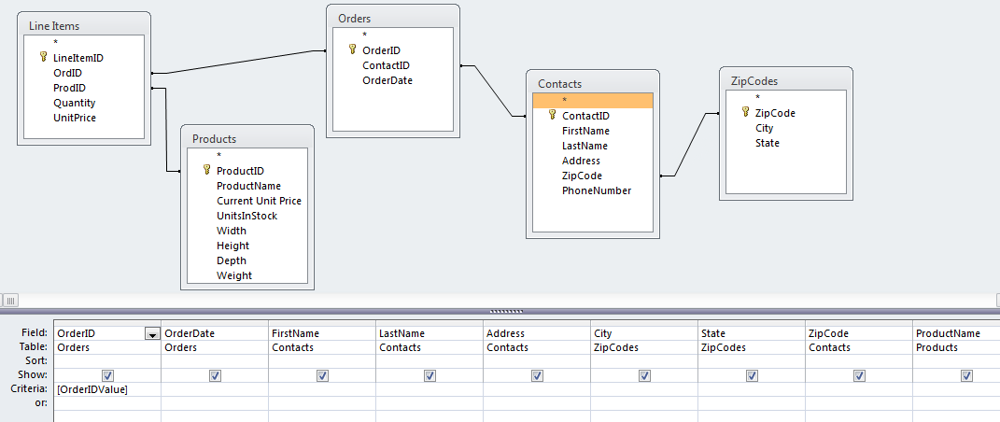 Line Items
*
LineItemID
OrdID
ProdID
Quantity
UnitPrice
Orders
*
OrderID
ContactID
OrderDate
Products
*
ProductID
ProductName
Current Unit Price
UnitsInStock
Width
Height
Depth
Weight
Contacts
*
ContactID
FirstName
LastName
Address
ZipCode
PhoneNumber
ZipCodes
*
ZipCode
City
State
Field: OrderID OrderDate FirstName LastName Address City State ZipCode ProductName
Table: Orders Orders Contacts Contacts Contacts ZipCodes ZipCodes Contacts Products
Sort:
Show:
Criteria: [OrderIDValue]
or: